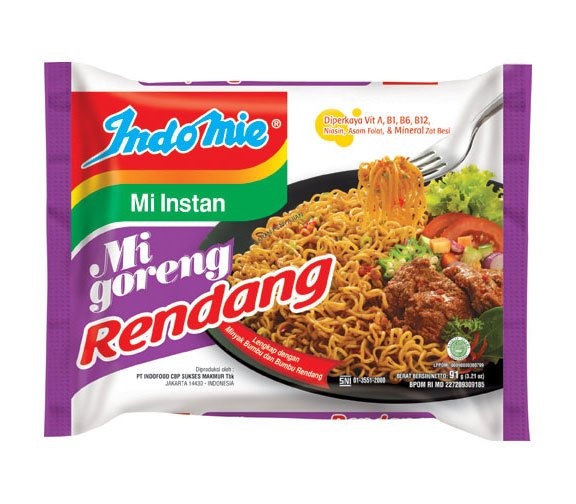 Indomie®
Mi Instan
Mi
goreng
Rendang
Diperkaya Vit A, B1, B6, B12,
Niasin, Asam Folat, & Mineral Zat Besi
Lengkap dengan
Minyak Bumbu dan Bumbu Rendang
Diproduksi oleh :
PT INDOFOOD CBP SUKSES MAKMUR Tbk
JAKARTA 14430 - INDONESIA
SNI 01-3551-2000
BERAT BERSIH/NETTO: 91 g (3.21 oz)
BPOM RI MD 227209309185